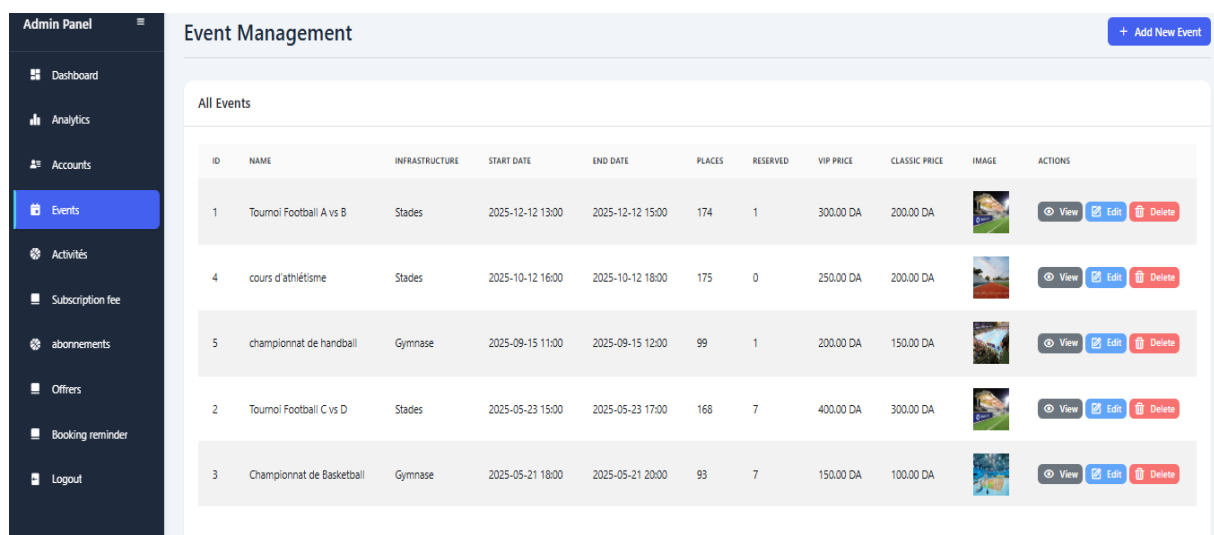 Admin Panel
Event Management
+ Add New Event
Dashboard
Analytics
Accounts
Events
Activités
Subscription fee
abonnements
Offrers
Booking reminder
Logout
All Events
ID NAME INFRASTRUCTURE START DATE END DATE PLACES RESERVED VIP PRICE CLASSIC PRICE IMAGE ACTIONS
1 Tournoi Football A vs B Stades 2025-12-12 13:00 2025-12-12 15:00 174 1 300.00 DA 200.00 DA View Edit Delete
4 cours d'athlétisme Stades 2025-10-12 16:00 2025-10-12 18:00 175 0 250.00 DA 200.00 DA View Edit Delete
5 championnat de handball Gymnase 2025-09-15 11:00 2025-09-15 12:00 99 1 200.00 DA 150.00 DA View Edit Delete
2 Tournoi Football C vs D Stades 2025-05-23 15:00 2025-05-23 17:00 168 7 400.00 DA 300.00 DA View Edit Delete
3 Championnat de Basketball Gymnase 2025-05-21 18:00 2025-05-21 20:00 93 7 150.00 DA 100.00 DA View Edit Delete